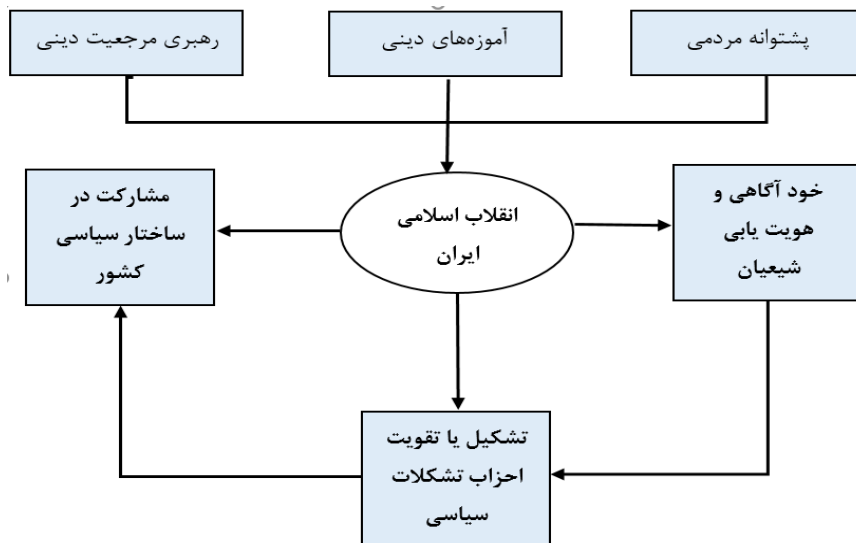 پشتوانه مردمی
آموزه‌های دینی
رهبری مرجعیت دینی
خود آگاهی و
هویت یابی
شیعیان
انقلاب اسلامی
ایران
مشارکت در
ساختار سیاسی
کشور
تشکیل یا تقویت
احزاب تشکلات
سیاسی